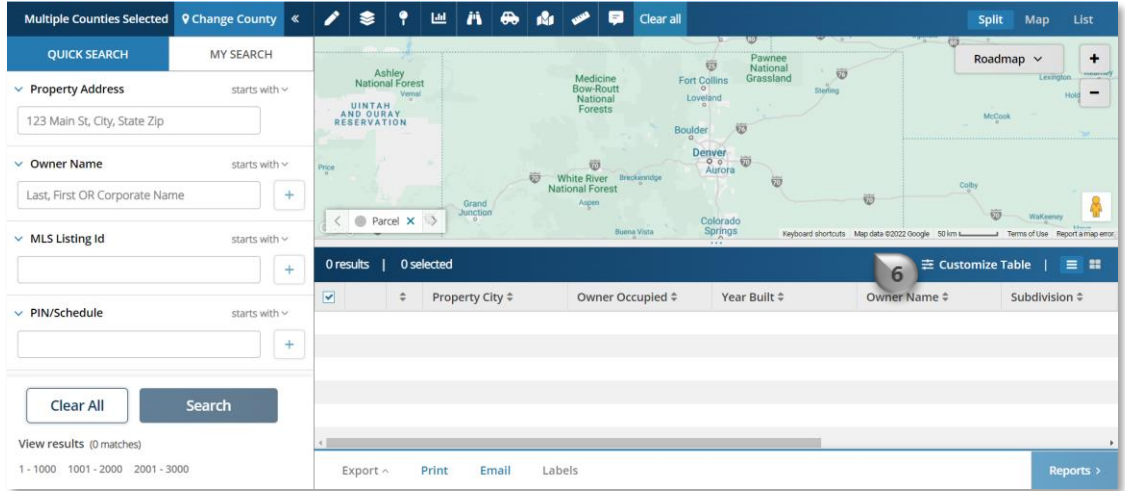 Multiple Counties Selected Change County «
Clear all
Split Map List
QUICK SEARCH MY SEARCH
Property Address starts with
123 Main St, City, State Zip
Owner Name starts with
Last, First OR Corporate Name +
MLS Listing Id starts with
+
PIN/Schedule starts with
+
Clear All Search
View results (0 matches)
1 - 1000 1001 - 2000 2001 - 3000
Roadmap
+
−
Ashley
National Forest
Vernal
UINTAH
AND OURAY
RESERVATION
Price
Medicine
Bow-Routt
National
Forests
Fort Collins
Loveland
Pawnee
National
Grassland
Sterling
Boulder
Denver
Aurora
White River
National Forest
Breckenridge
Aspen
Grand
Junction
Buena Vista
Colorado
Springs
Lexington
McCook
Colby
WaKeeney
70
70
70
Parcel ×
Keyboard shortcuts Map data ©2022 Google 50 km Terms of Use Report a map error
0 results | 0 selected
6 Customize Table |
Property City Owner Occupied Year Built Owner Name Subdivision
Export Print Email Labels Reports >